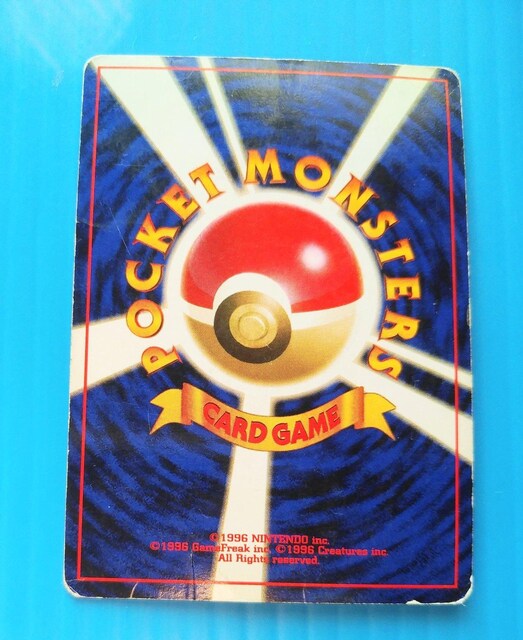 POCKET MONSTERS
CARD GAME
©1996 NINTENDO inc.
©1996 GameFreak inc. ©1996 Creatures inc.
All Rights reserved.